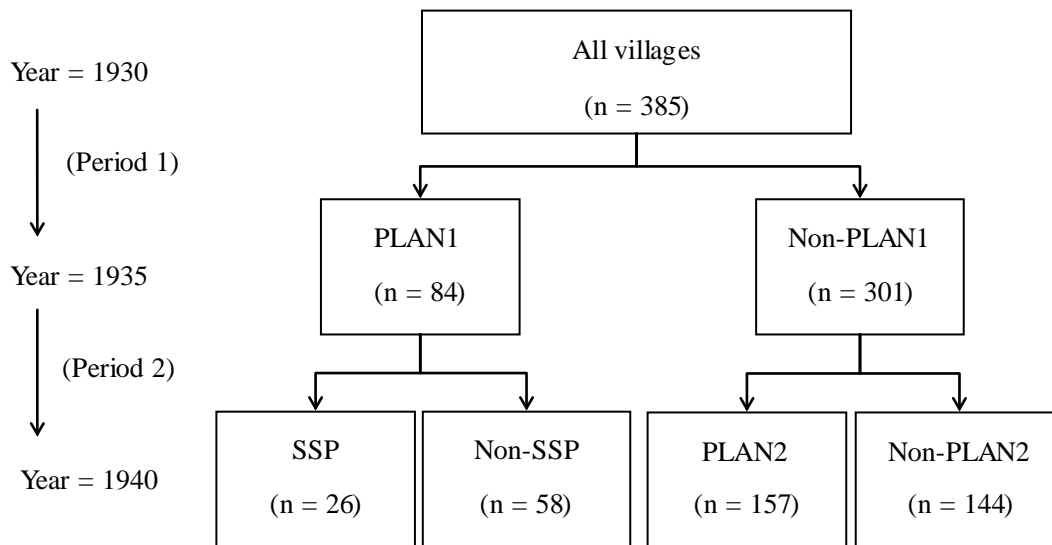 All villages
Year = 1930
(n = 385)
(Period 1)
PLAN1
Non-PLAN1
Year = 1935
(n = 84)
(n = 301)
(Period 2)
SSP
Non-SSP
PLAN2
Non-PLAN2
Year = 1940
(n = 26)
(n = 58)
(n = 157)
(n = 144)